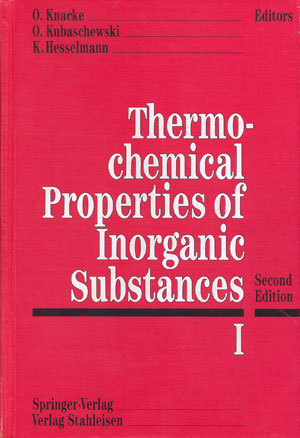 O. Knacke Editors
O. Kubaschewski
K. Hesselmann
Thermo-
chemical
Properties of
Inorganic
Substances
Second
Edition
I
Springer-Verlag
Verlag Stahleisen